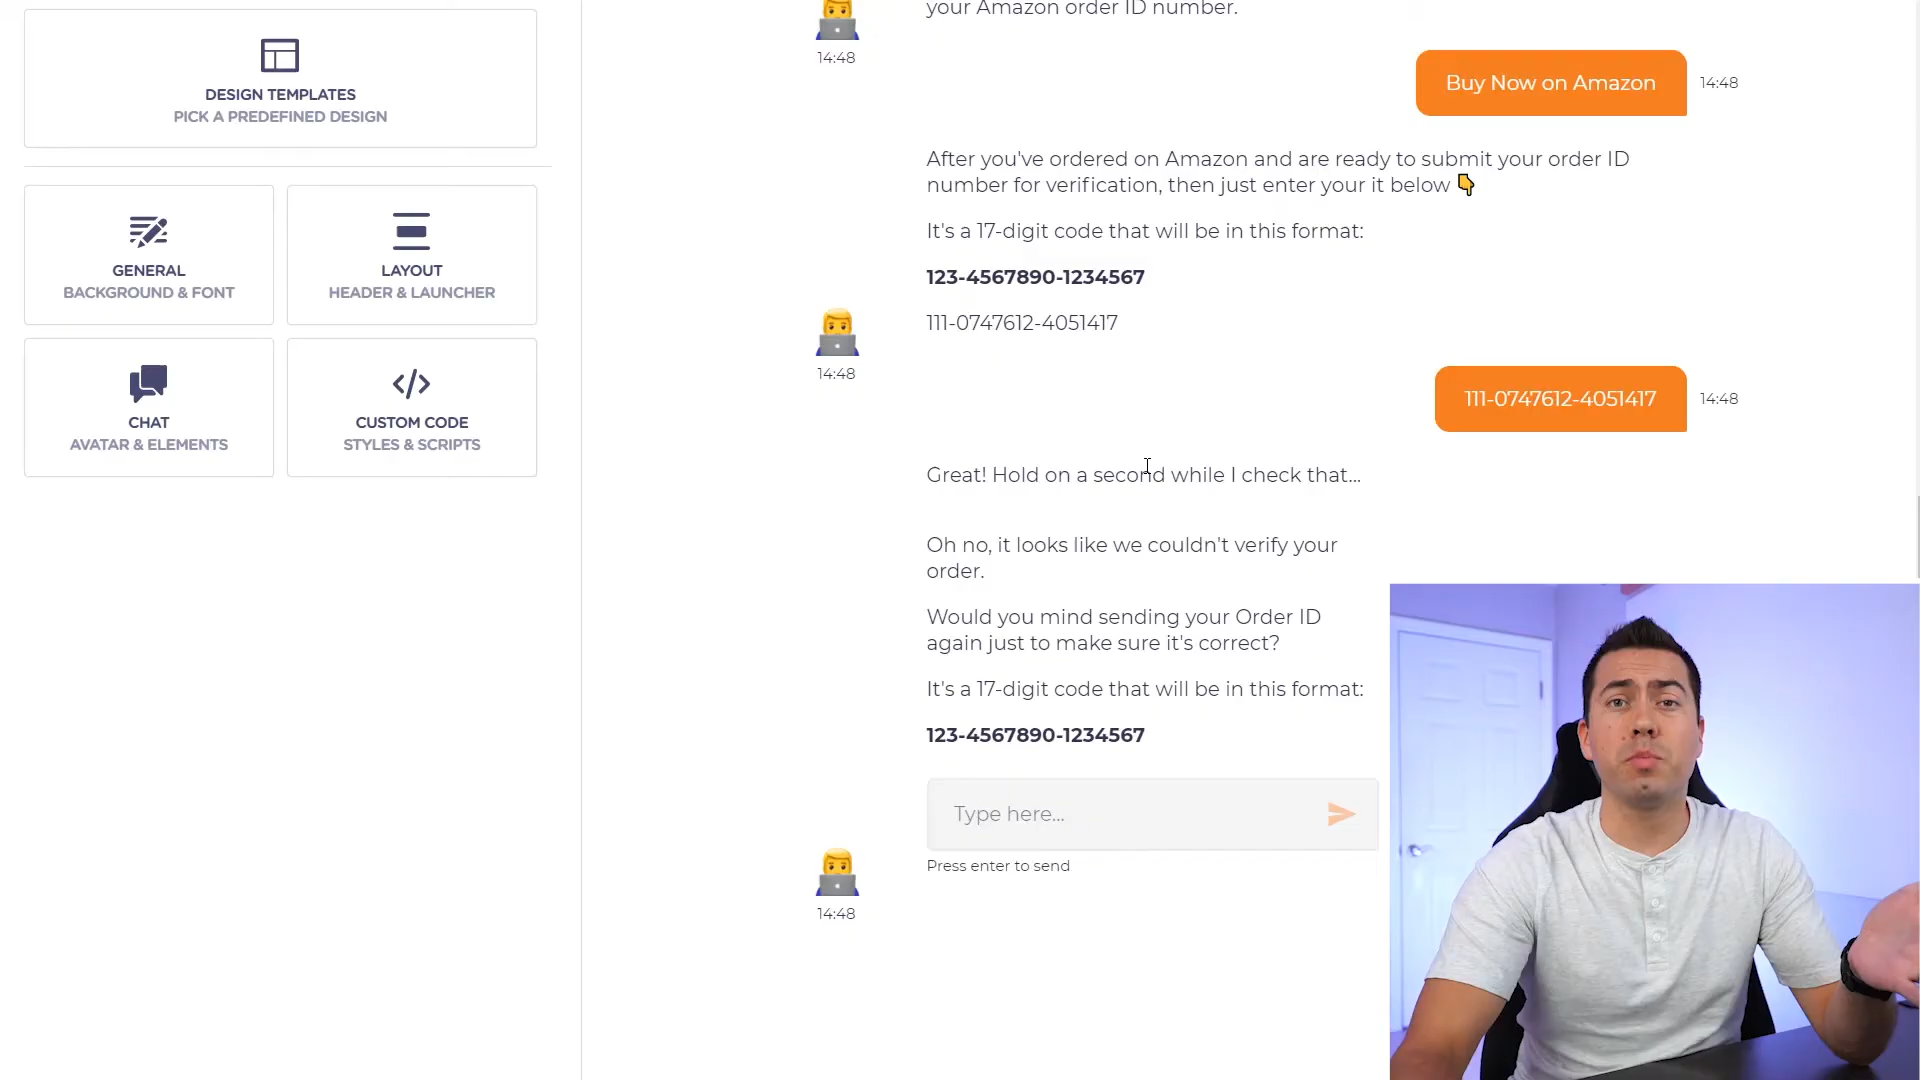 DESIGN TEMPLATES
PICK A PREDEFINED DESIGN
GENERAL
BACKGROUND & FONT
LAYOUT
HEADER & LAUNCHER
CHAT
AVATAR & ELEMENTS
CUSTOM CODE
STYLES & SCRIPTS
your Amazon order ID number.
14:48
Buy Now on Amazon
14:48
After you've ordered on Amazon and are ready to submit your order ID
number for verification, then just enter your it below 👇
It's a 17-digit code that will be in this format:
123-4567890-1234567
111-0747612-4051417
14:48
111-0747612-4051417
14:48
Great! Hold on a second while I check that...
Oh no, it looks like we couldn't verify your
order.
Would you mind sending your Order ID
again just to make sure it's correct?
It's a 17-digit code that will be in this format:
123-4567890-1234567
Type here...
Press enter to send
14:48